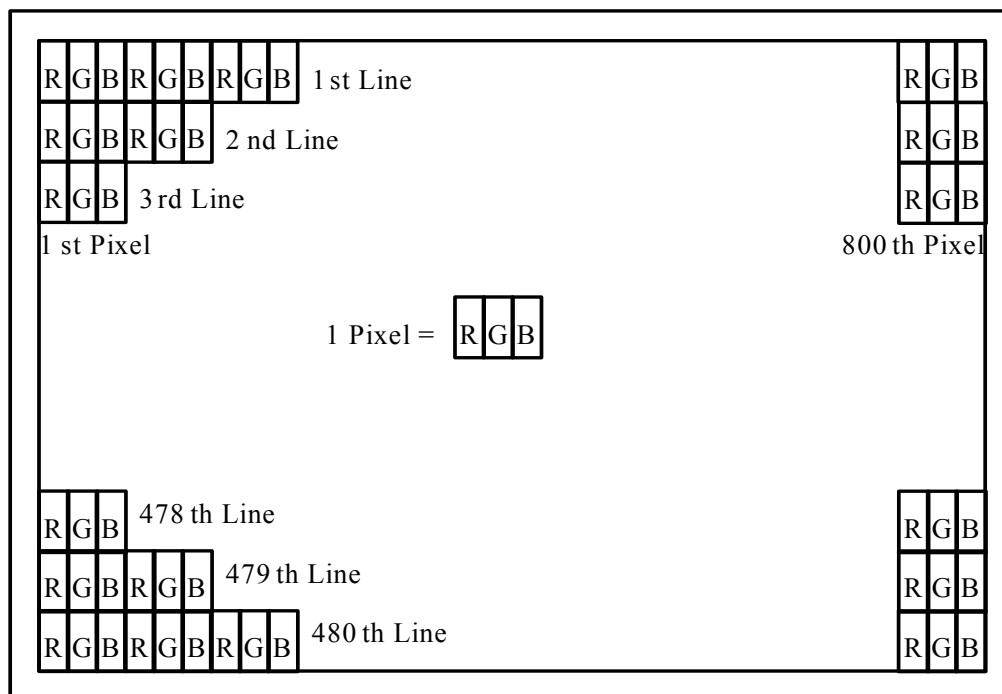 R G B R G B R G B 1 st Line R G B
R G B R G B 2 nd Line R G B
R G B 3 rd Line R G B
1 st Pixel 800 th Pixel
1 Pixel = R G B
R G B 478 th Line R G B
R G B R G B 479 th Line R G B
R G B R G B R G B 480 th Line R G B